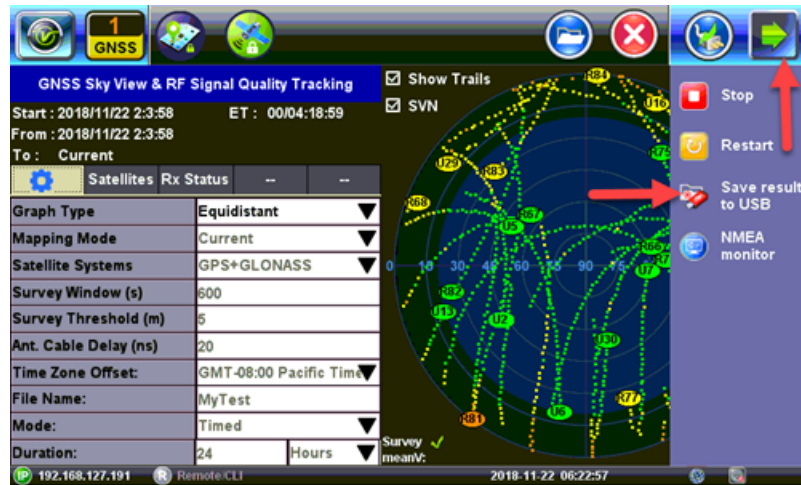 1
GNSS
GNSS Sky View & RF Signal Quality Tracking
Start : 2018/11/22 2:3:58 ET : 00/04:18:59
From : 2018/11/22 2:3:58
To : Current
Satellites Rx Status -- --
Graph Type Equidistant
Mapping Mode Current
Satellite Systems GPS+GLONASS
Survey Window (s) 600
Survey Threshold (m) 5
Ant. Cable Delay (ns) 20
Time Zone Offset: GMT-08:00 Pacific Time
File Name: MyTest
Mode: Timed
Duration: 24 Hours
Show Trails
SVN
R84
U16
R75
U29
R83
R68
R67
U5
R66
0 15 30 45 60 75 90 75 60
U7
R82
U13
U2
U30
R77
U6
R81
Survey
meanV:
Stop
Restart
Save result
to USB
NMEA
monitor
IP 192.168.127.191 R Remote/CLI 2018-11-22 06:22:57